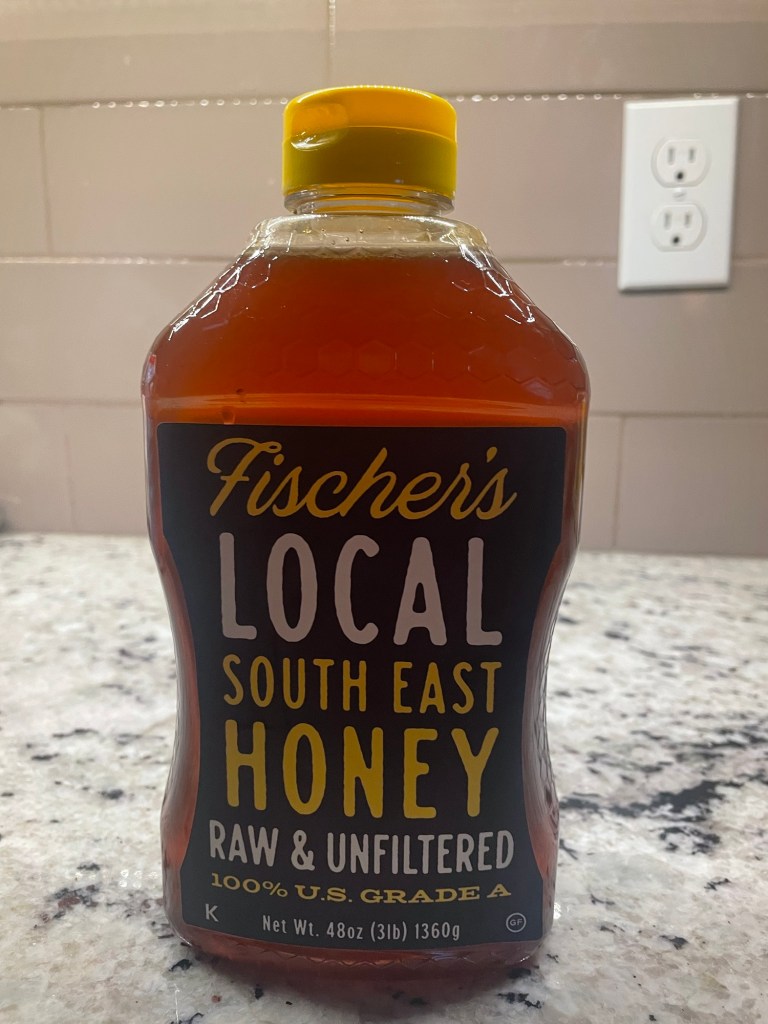 Fischer's
LOCAL
SOUTH EAST
HONEY
RAW & UNFILTERED
100% U.S. GRADE A
K
Net Wt. 48oz (3lb) 1360g
GF